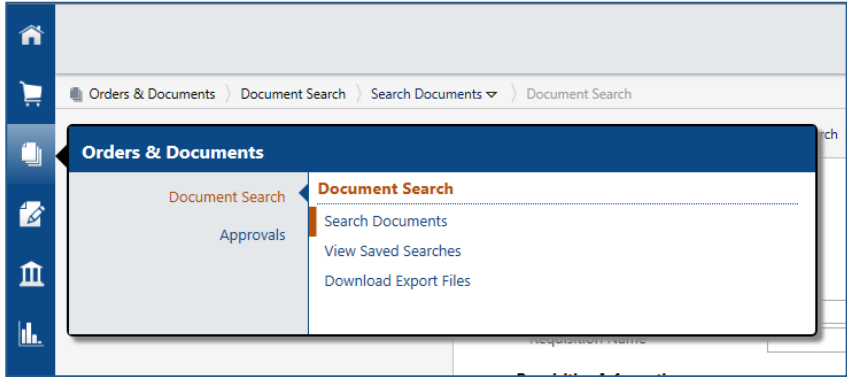 Orders & Documents 〉 Document Search 〉 Search Documents ▿ 〉 Document Search
rch
Orders & Documents
Document Search
Approvals
Document Search
Search Documents
View Saved Searches
Download Export Files
Requisition Name